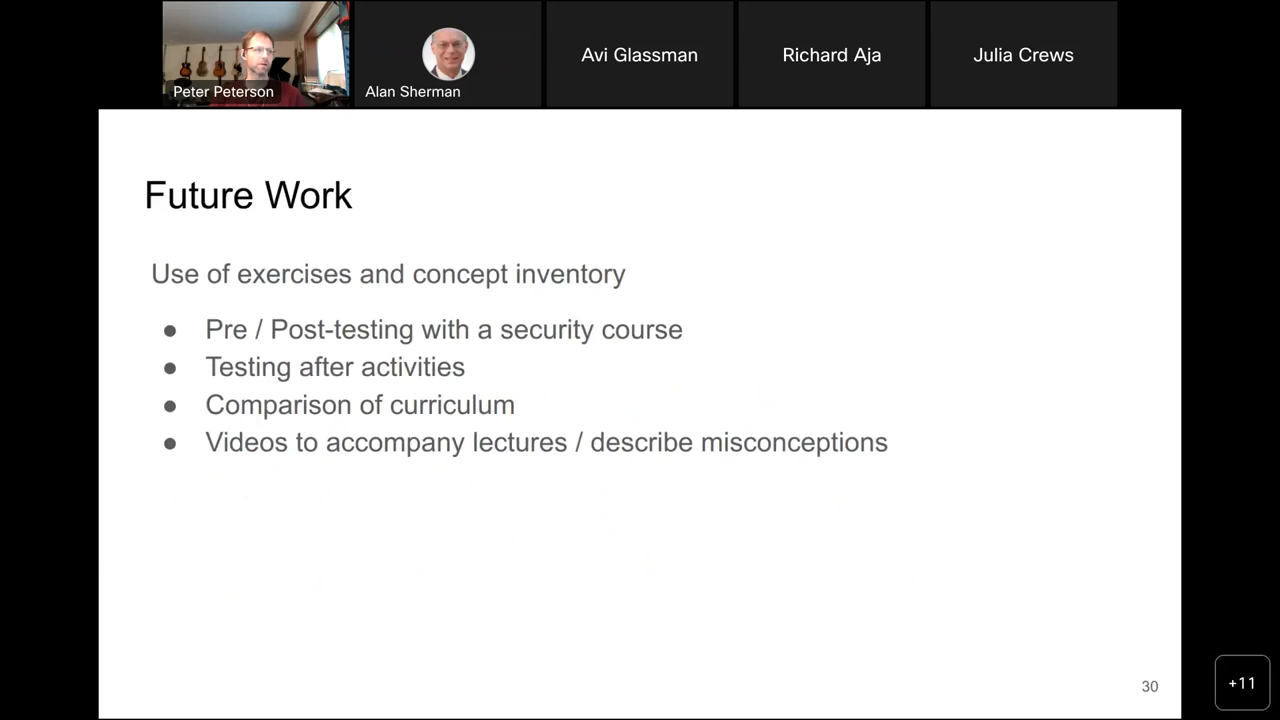 Peter Peterson
Alan Sherman
Avi Glassman
Richard Aja
Julia Crews
Future Work
Use of exercises and concept inventory
● Pre / Post-testing with a security course
● Testing after activities
● Comparison of curriculum
● Videos to accompany lectures / describe misconceptions
30
+11